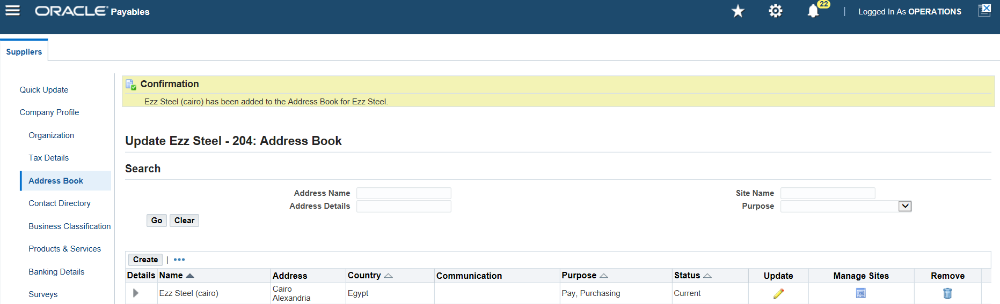 ORACLE Payables 22 Logged In As OPERATIONS
Suppliers
Quick Update
Company Profile
Organization
Tax Details
Address Book
Contact Directory
Business Classification
Products & Services
Banking Details
Surveys
Confirmation
Ezz Steel (cairo) has been added to the Address Book for Ezz Steel.
Update Ezz Steel - 204: Address Book
Search
Address Name Site Name
Address Details Purpose
Go Clear
Create | •••
Details Name Address Country Communication Purpose Status Update Manage Sites Remove
Ezz Steel (cairo) Cairo Egypt Pay, Purchasing Current
Alexandria